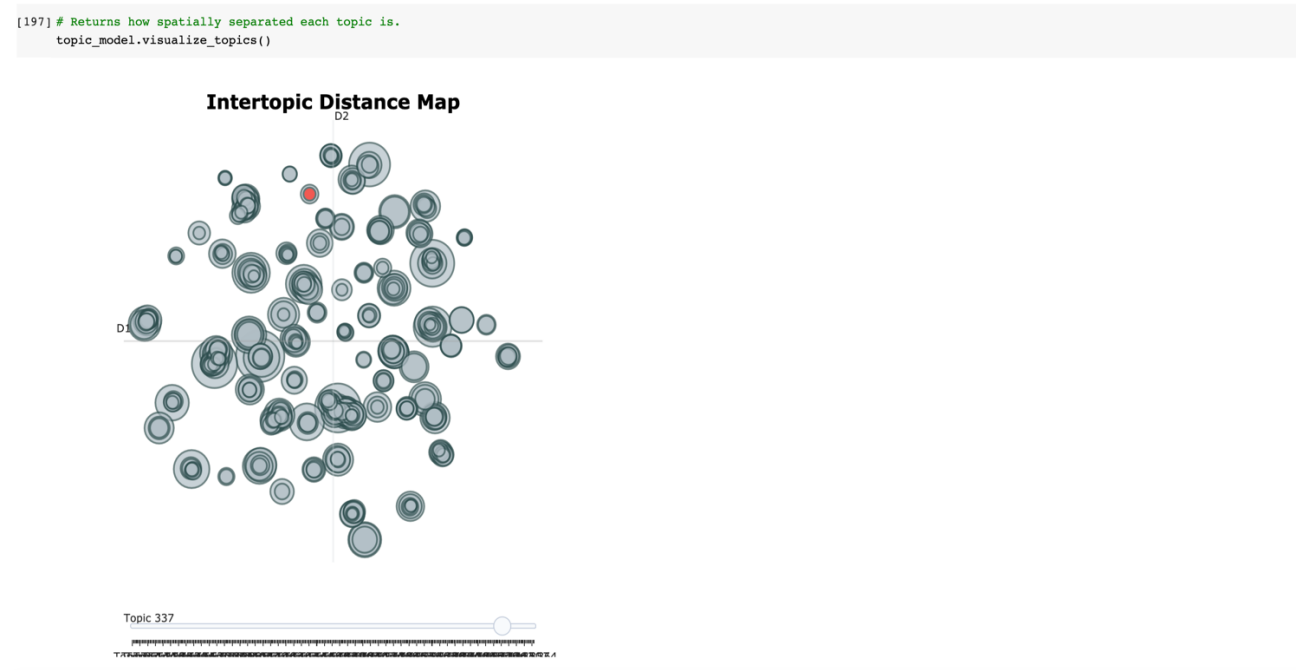 [197] # Returns how spatially separated each topic is.
topic_model.visualize_topics()
Intertopic Distance Map
D2
D1
Topic 337